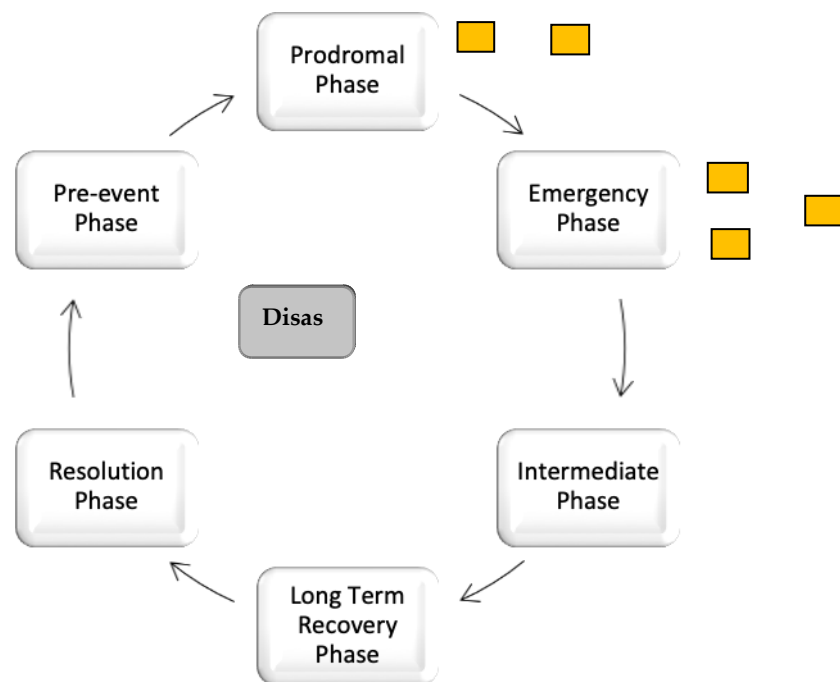 Prodromal
Phase
Pre-event
Phase
Emergency
Phase
Disas
Resolution
Phase
Intermediate
Phase
Long Term
Recovery
Phase